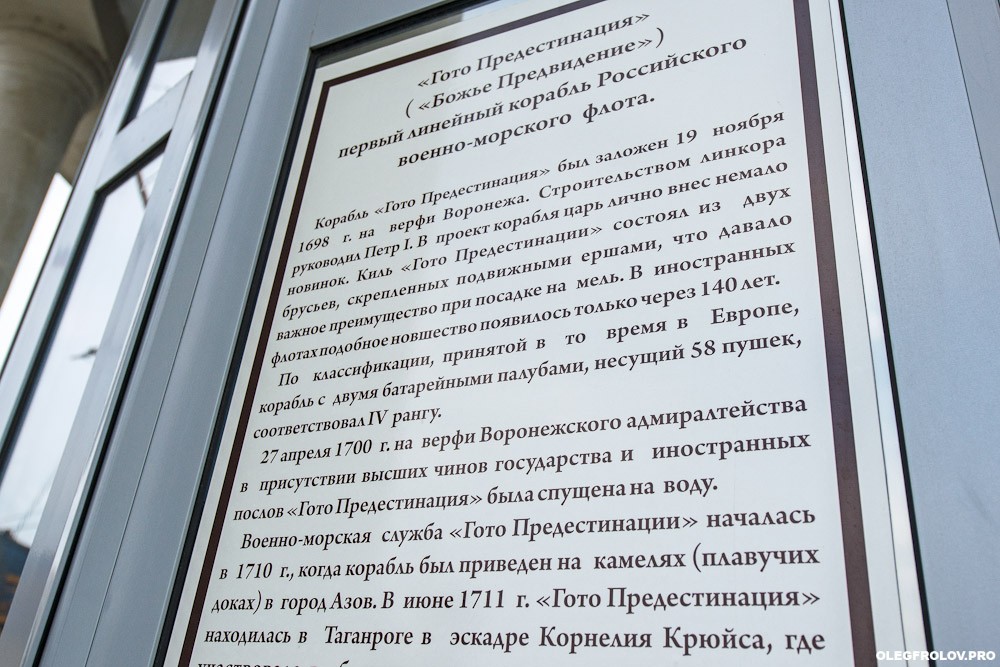 «Гото Предестинация»
( «Божье Предвидение» )
первый линейный корабль Российского
военно-морского флота.
Корабль «Гото Предестинация» был заложен 19 ноября
1698 г. на верфи Воронежа. Строительством линкора
руководил Петр I. В проект корабля царь лично внес немало
новинок. Киль «Гото Предестинации» состоял из двух
брусьев, скрепленных подвижными ершами, что давало
важное преимущество при посадке на мель. В иностранных
флотах подобное новшество появилось только через 140 лет.
По классификации, принятой в то время в Европе,
корабль с двумя батарейными палубами, несущий 58 пушек,
соответствовал IV рангу.
27 апреля 1700 г. на верфи Воронежского адмиралтейства
в присутствии высших чинов государства и иностранных
послов «Гото Предестинация» была спущена на воду.
Военно-морская служба «Гото Предестинации» началась
в 1710 г., когда корабль был приведен на камелях (плавучих
доках) в город Азов. В июне 1711 г. «Гото Предестинация»
находилась в Таганроге в эскадре Корнелия Крюйса, где
OLEGFROLOV.PRO